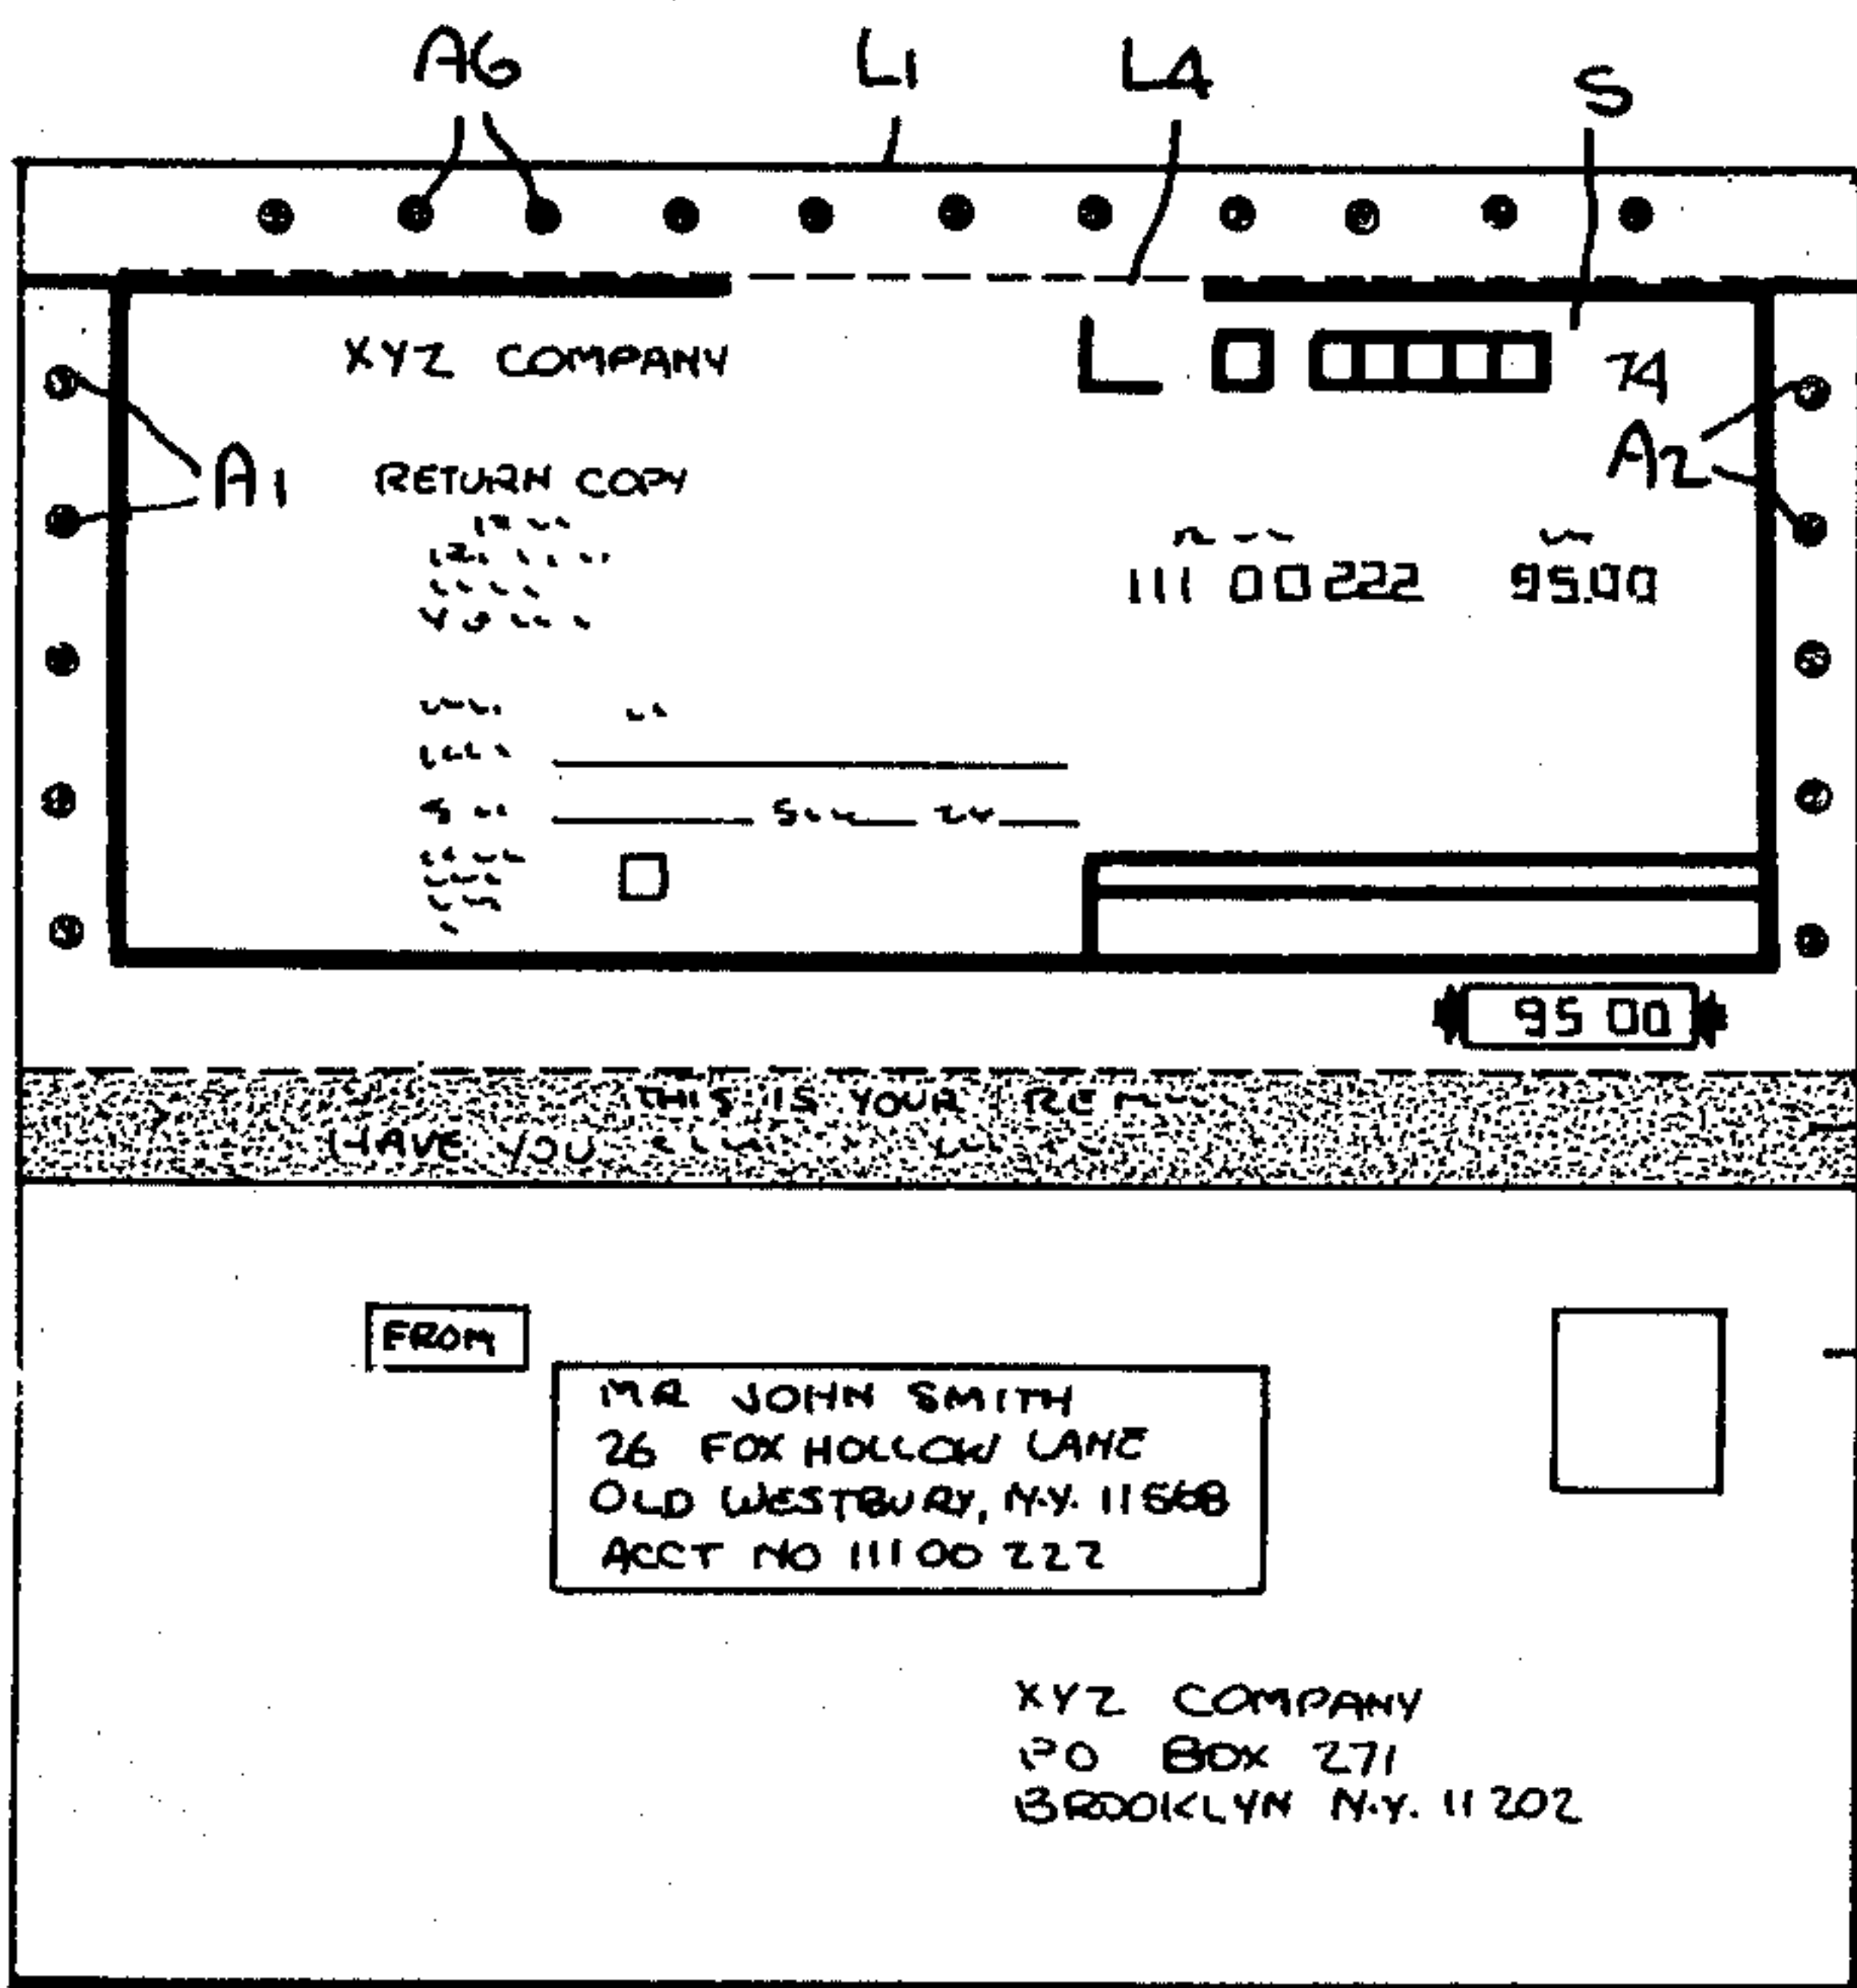 A6 L1 L4 S
XYZ COMPANY 74
A1 RETURN COPY A2
111 00222 95.00
95 00
THIS IS YOUR
HAVE YOU
FROM
MR JOHN SMITH
26 FOX HOLLOW LANE
OLD WESTBURY, N.Y. 11568
ACCT NO 11100 222
XYZ COMPANY
PO BOX 271
BROOKLYN N.Y. 11202